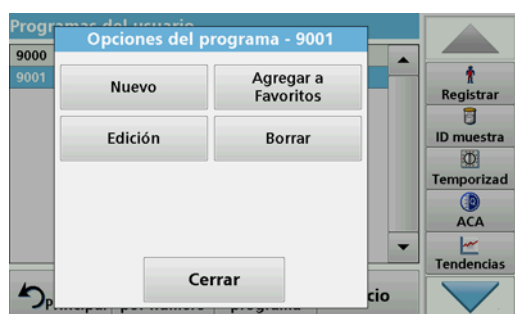 Programas del usuario
Opciones del programa - 9001
9000
9001
Nuevo
Agregar a
Favoritos
Edición
Borrar
Cerrar
Registrar
ID muestra
Temporizad
ACA
Tendencias